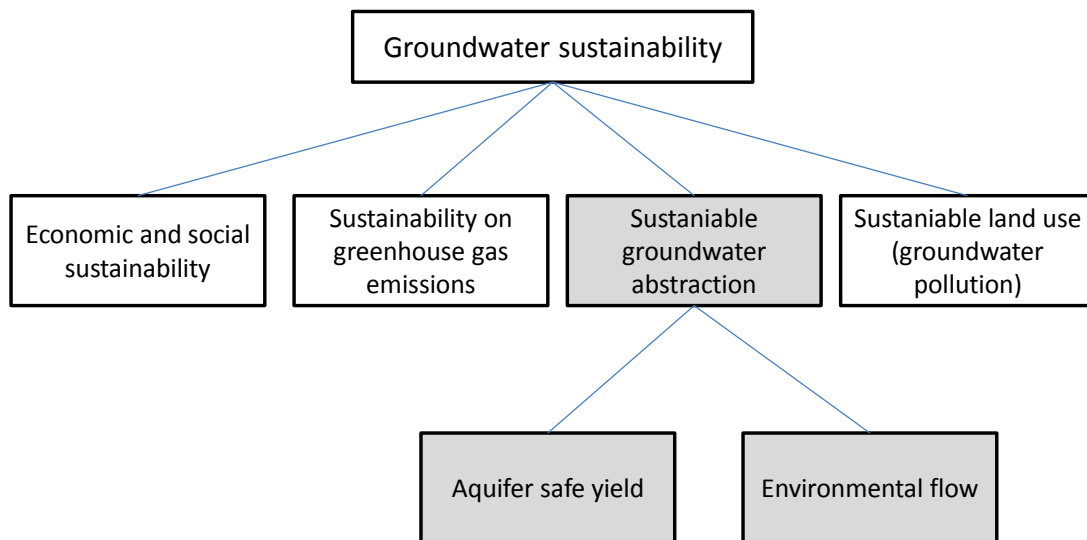 Groundwater sustainability
Economic and social
sustainability
Sustainability on
greenhouse gas
emissions
Sustaniable
groundwater
abstraction
Sustaniable land use
(groundwater
pollution)
Aquifer safe yield
Environmental flow